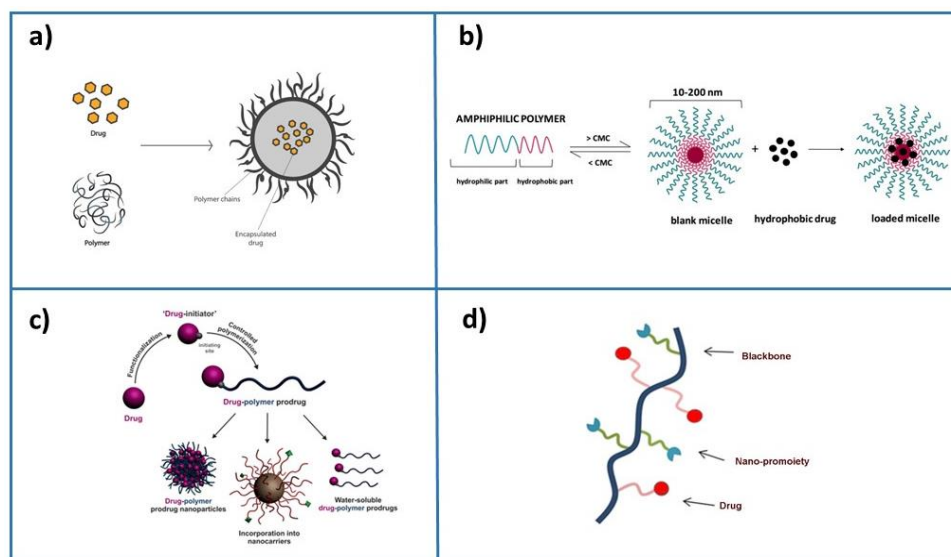 a)
Drug
Polymer
Polymer chains
Encapsulated
drug
b)
10-200 nm
AMPHIPHILIC POLYMER
> CMC
< CMC
hydrophilic part
hydrophobic part
+
blank micelle
hydrophobic drug
loaded micelle
c)
'Drug-initiator'
Functionalization
Controlled
polymerization
initiating
site
Drug
Drug-polymer prodrug
Drug-polymer
prodrug nanoparticles
Incorporation into
nanocarriers
Water-soluble
drug-polymer prodrugs
d)
Blackbone
Nano-promoiety
Drug